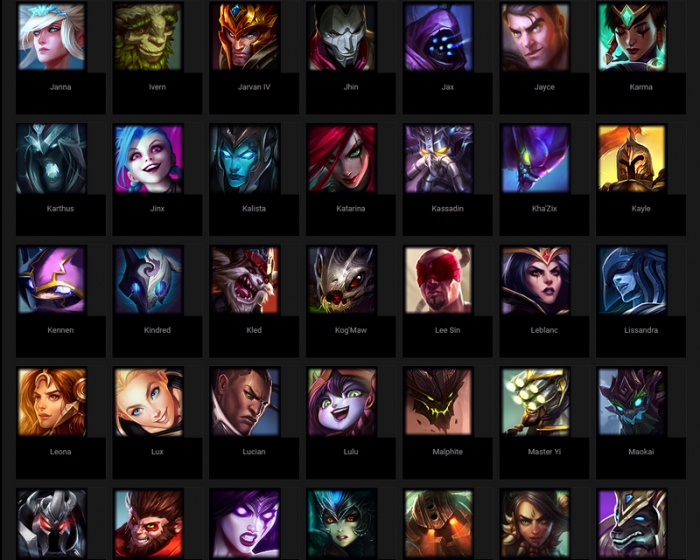 Janna Ivern Jarvan IV Jhin Jax Jayce Karma
Karthus Jinx Kalista Katarina Kassadin Kha'Zix Kayle
Kennen Kindred Kled Kog'Maw Lee Sin Leblanc Lissandra
Leona Lux Lucian Lulu Malphite Master Yi Maokai